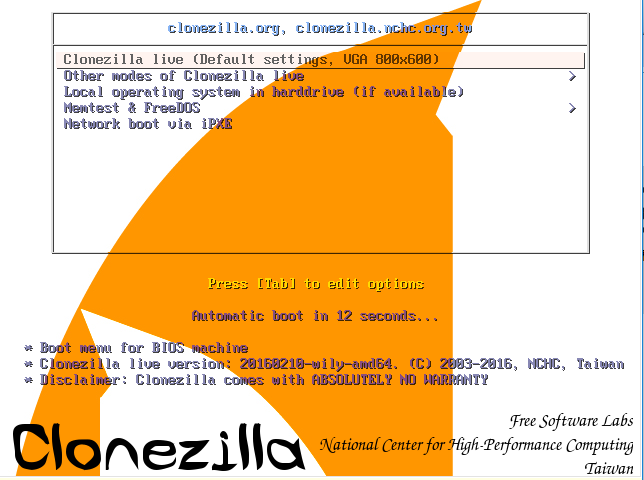 clonezilla.org, clonezilla.nchc.org.tw
Clonezilla live (Default settings, VGA 800x600)
Other modes of Clonezilla live >
Local operating system in harddrive (if available)
Memtest & FreeDOS >
Network boot via iPXE
Press [Tab] to edit options
Automatic boot in 12 seconds...
* Boot menu for BIOS machine
* Clonezilla live version: 20160210-wily-amd64. (C) 2003-2016, NCHC, Taiwan
* Disclaimer: Clonezilla comes with ABSOLUTELY NO WARRANTY
Free Software Labs
National Center for High-Performance Computing
Taiwan
Clonezilla